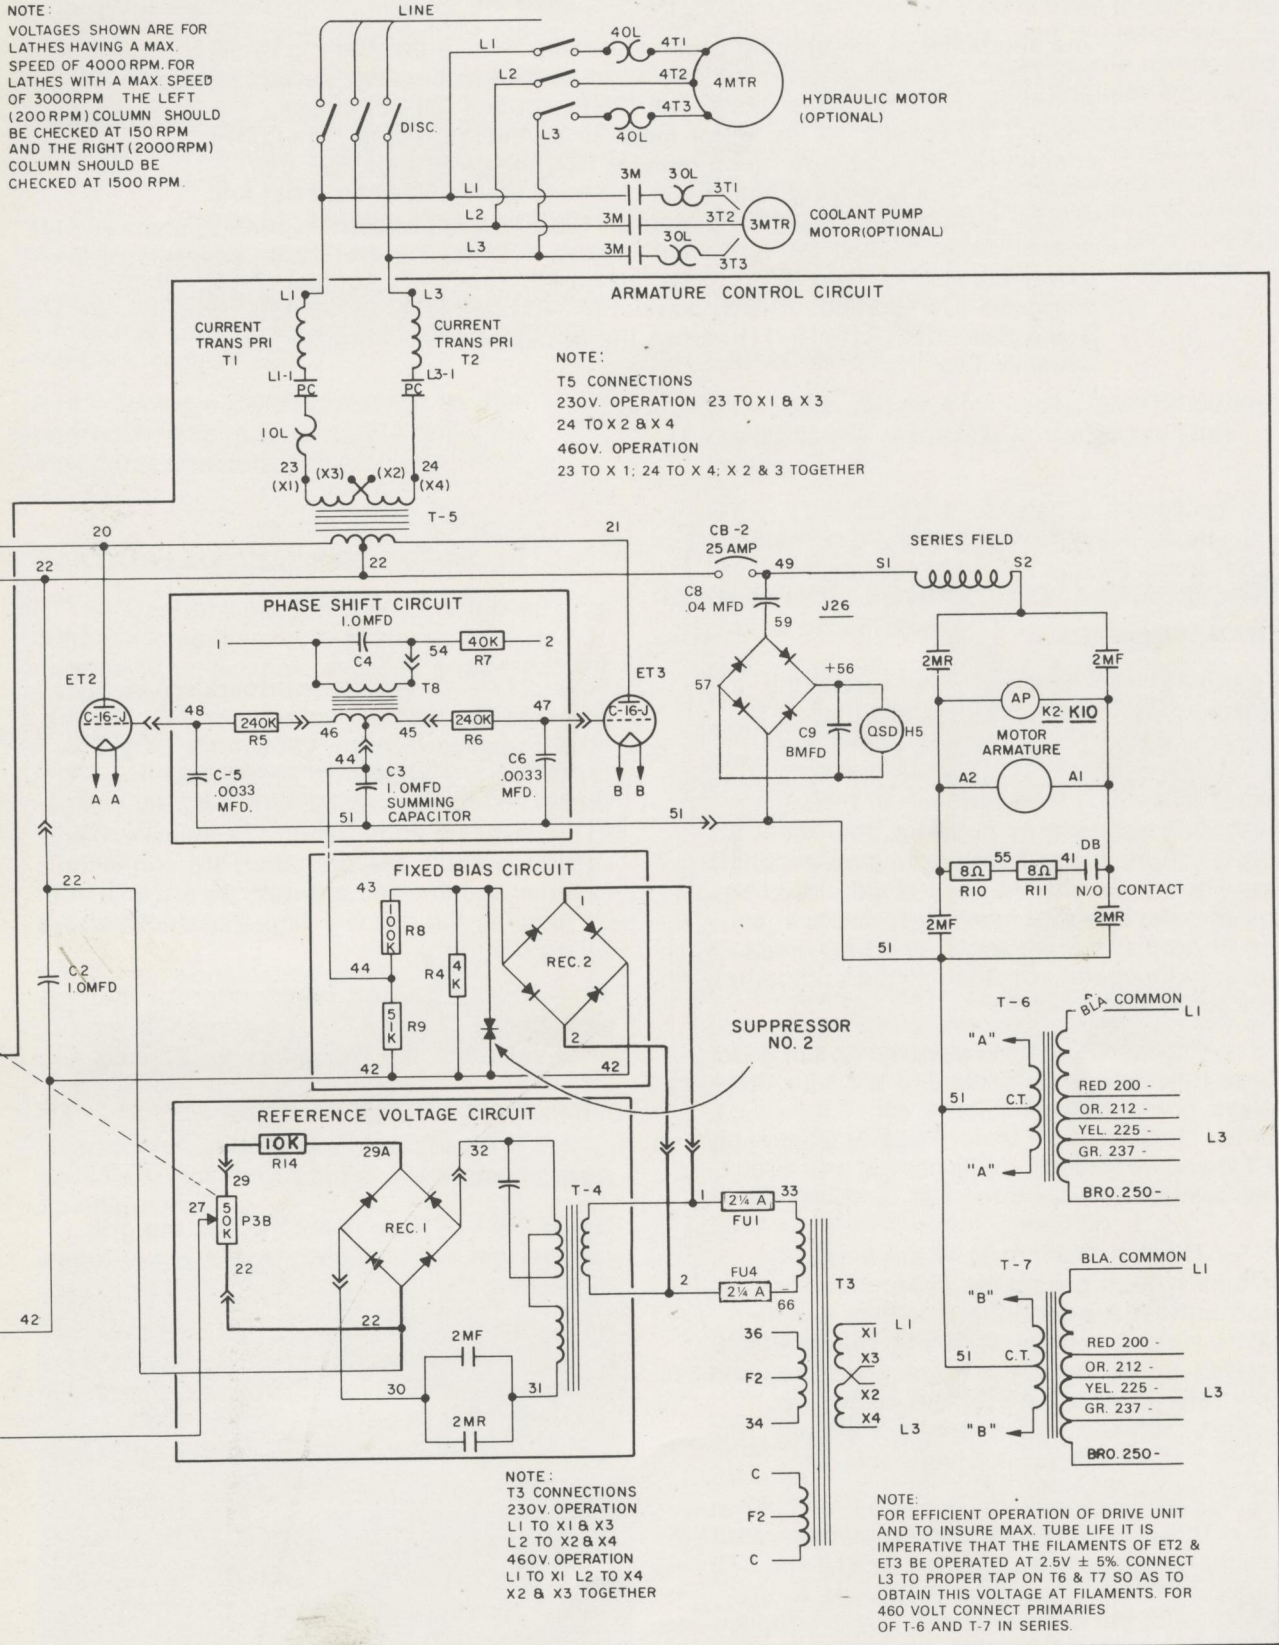 NOTE:
VOLTAGES SHOWN ARE FOR
LATHES HAVING A MAX.
SPEED OF 4000 RPM. FOR
LATHES WITH A MAX. SPEED
OF 3000RPM THE LEFT
(200 RPM) COLUMN SHOULD
BE CHECKED AT 150 RPM
AND THE RIGHT (2000RPM)
COLUMN SHOULD BE
CHECKED AT 1500 RPM.
LINE
DISC.
L1
L2
L3
4OL
4OL
4T1
4T2
4T3
4MTR
HYDRAULIC MOTOR
(OPTIONAL)
L1
L2
L3
3M
3M
3M
3OL
3OL
3T1
3T2
3T3
3MTR
COOLANT PUMP
MOTOR(OPTIONAL)
ARMATURE CONTROL CIRCUIT
L1
L3
CURRENT
TRANS PRI
T1
CURRENT
TRANS PRI
T2
L1-1
PC
L3-1
PC
1OL
23
(X1)
(X3)
(X2)
24
(X4)
T-5
NOTE:
T5 CONNECTIONS
230V. OPERATION 23 TO X1 & X3
24 TO X2 & X4
460V. OPERATION
23 TO X 1; 24 TO X 4; X 2 & 3 TOGETHER
20
21
22
22
CB-2
25 AMP
49
S1
SERIES FIELD
S2
C8
.04 MFD
J26
59
57
+56
C9
8MFD
QSD
H5
2MR
2MF
AP
K2- K10
MOTOR
ARMATURE
A2
A1
8Ω
R10
55
8Ω
R11
41
DB
N/O CONTACT
2MF
2MR
51
PHASE SHIFT CIRCUIT
1
1.0MFD
C4
54
40K
R7
2
T8
ET2
C-16-J
A A
48
240K
R5
46
45
240K
R6
47
ET3
C-16-J
B B
44
C-5
.0033
MFD.
C3
1.0MFD
SUMMING
CAPACITOR
C6
.0033
MFD.
51
51
FIXED BIAS CIRCUIT
43
100K
R8
44
51K
R9
R4
4K
1
REC. 2
2
42
42
22
C2
1.0MFD
SUPPRESSOR
NO. 2
REFERENCE VOLTAGE CIRCUIT
10K
R14
29A
29
27
50K
P3B
22
REC. 1
32
T-4
22
30
2MF
2MR
31
42
1
2¼ A
FU1
33
2
FU4
2¼ A
66
T3
36
F2
34
C
F2
C
X1
X3
X2
X4
L1
L3
T-6
BLA. COMMON
L1
"A"
C.T.
"A"
51
RED 200 -
OR. 212 -
YEL. 225 -
GR. 237 -
BRO. 250-
L3
T-7
BLA. COMMON
L1
"B"
C.T.
"B"
51
RED 200 -
OR. 212 -
YEL. 225 -
GR. 237 -
BRO. 250-
L3
NOTE:
T3 CONNECTIONS
230V. OPERATION
L1 TO X1 & X3
L2 TO X2 & X4
460V. OPERATION
L1 TO X1 L2 TO X4
X2 & X3 TOGETHER
NOTE:
FOR EFFICIENT OPERATION OF DRIVE UNIT
AND TO INSURE MAX. TUBE LIFE IT IS
IMPERATIVE THAT THE FILAMENTS OF ET2 &
ET3 BE OPERATED AT 2.5V ± 5%. CONNECT
L3 TO PROPER TAP ON T6 & T7 SO AS TO
OBTAIN THIS VOLTAGE AT FILAMENTS. FOR
460 VOLT CONNECT PRIMARIES
OF T-6 AND T-7 IN SERIES.